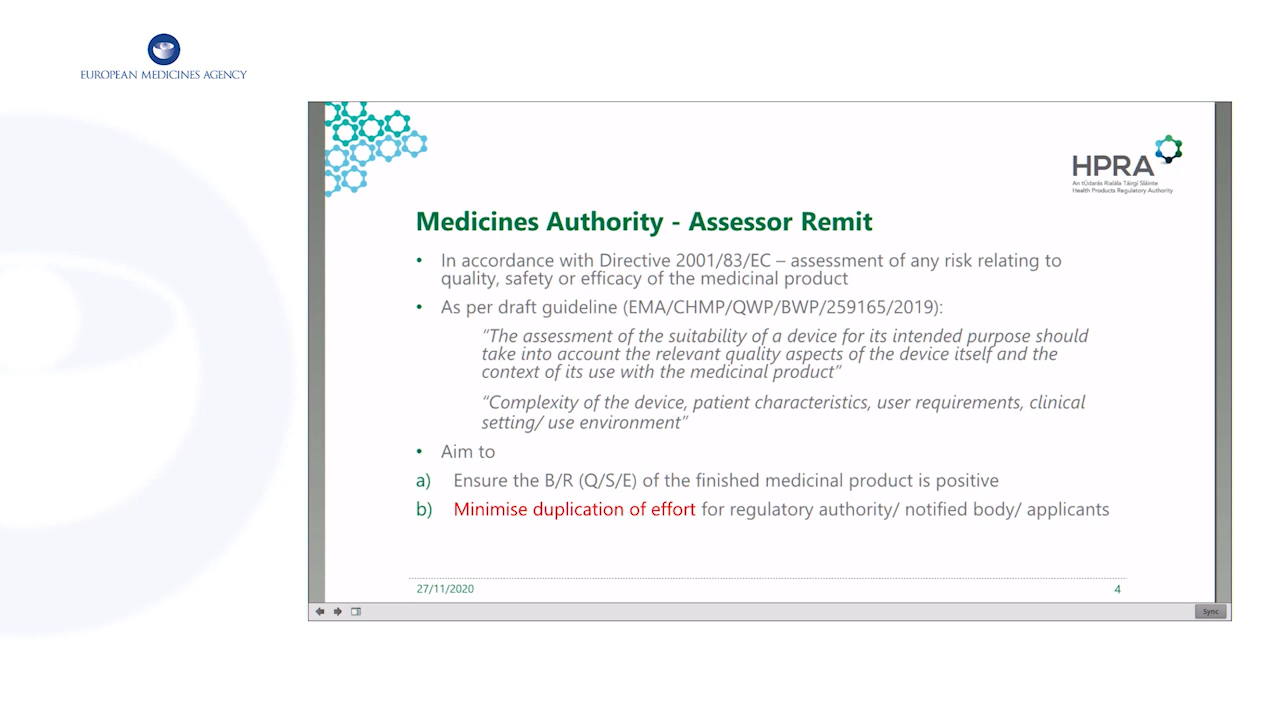 EUROPEAN MEDICINES AGENCY
HPRA
An tÚdarás Rialála Táirgí Sláinte
Health Products Regulatory Authority
Medicines Authority - Assessor Remit
• In accordance with Directive 2001/83/EC – assessment of any risk relating to
quality, safety or efficacy of the medicinal product
• As per draft guideline (EMA/CHMP/QWP/BWP/259165/2019):
“The assessment of the suitability of a device for its intended purpose should
take into account the relevant quality aspects of the device itself and the
context of its use with the medicinal product”
“Complexity of the device, patient characteristics, user requirements, clinical
setting/ use environment”
• Aim to
a) Ensure the B/R (Q/S/E) of the finished medicinal product is positive
b) Minimise duplication of effort for regulatory authority/ notified body/ applicants
27/11/2020
4
Sync